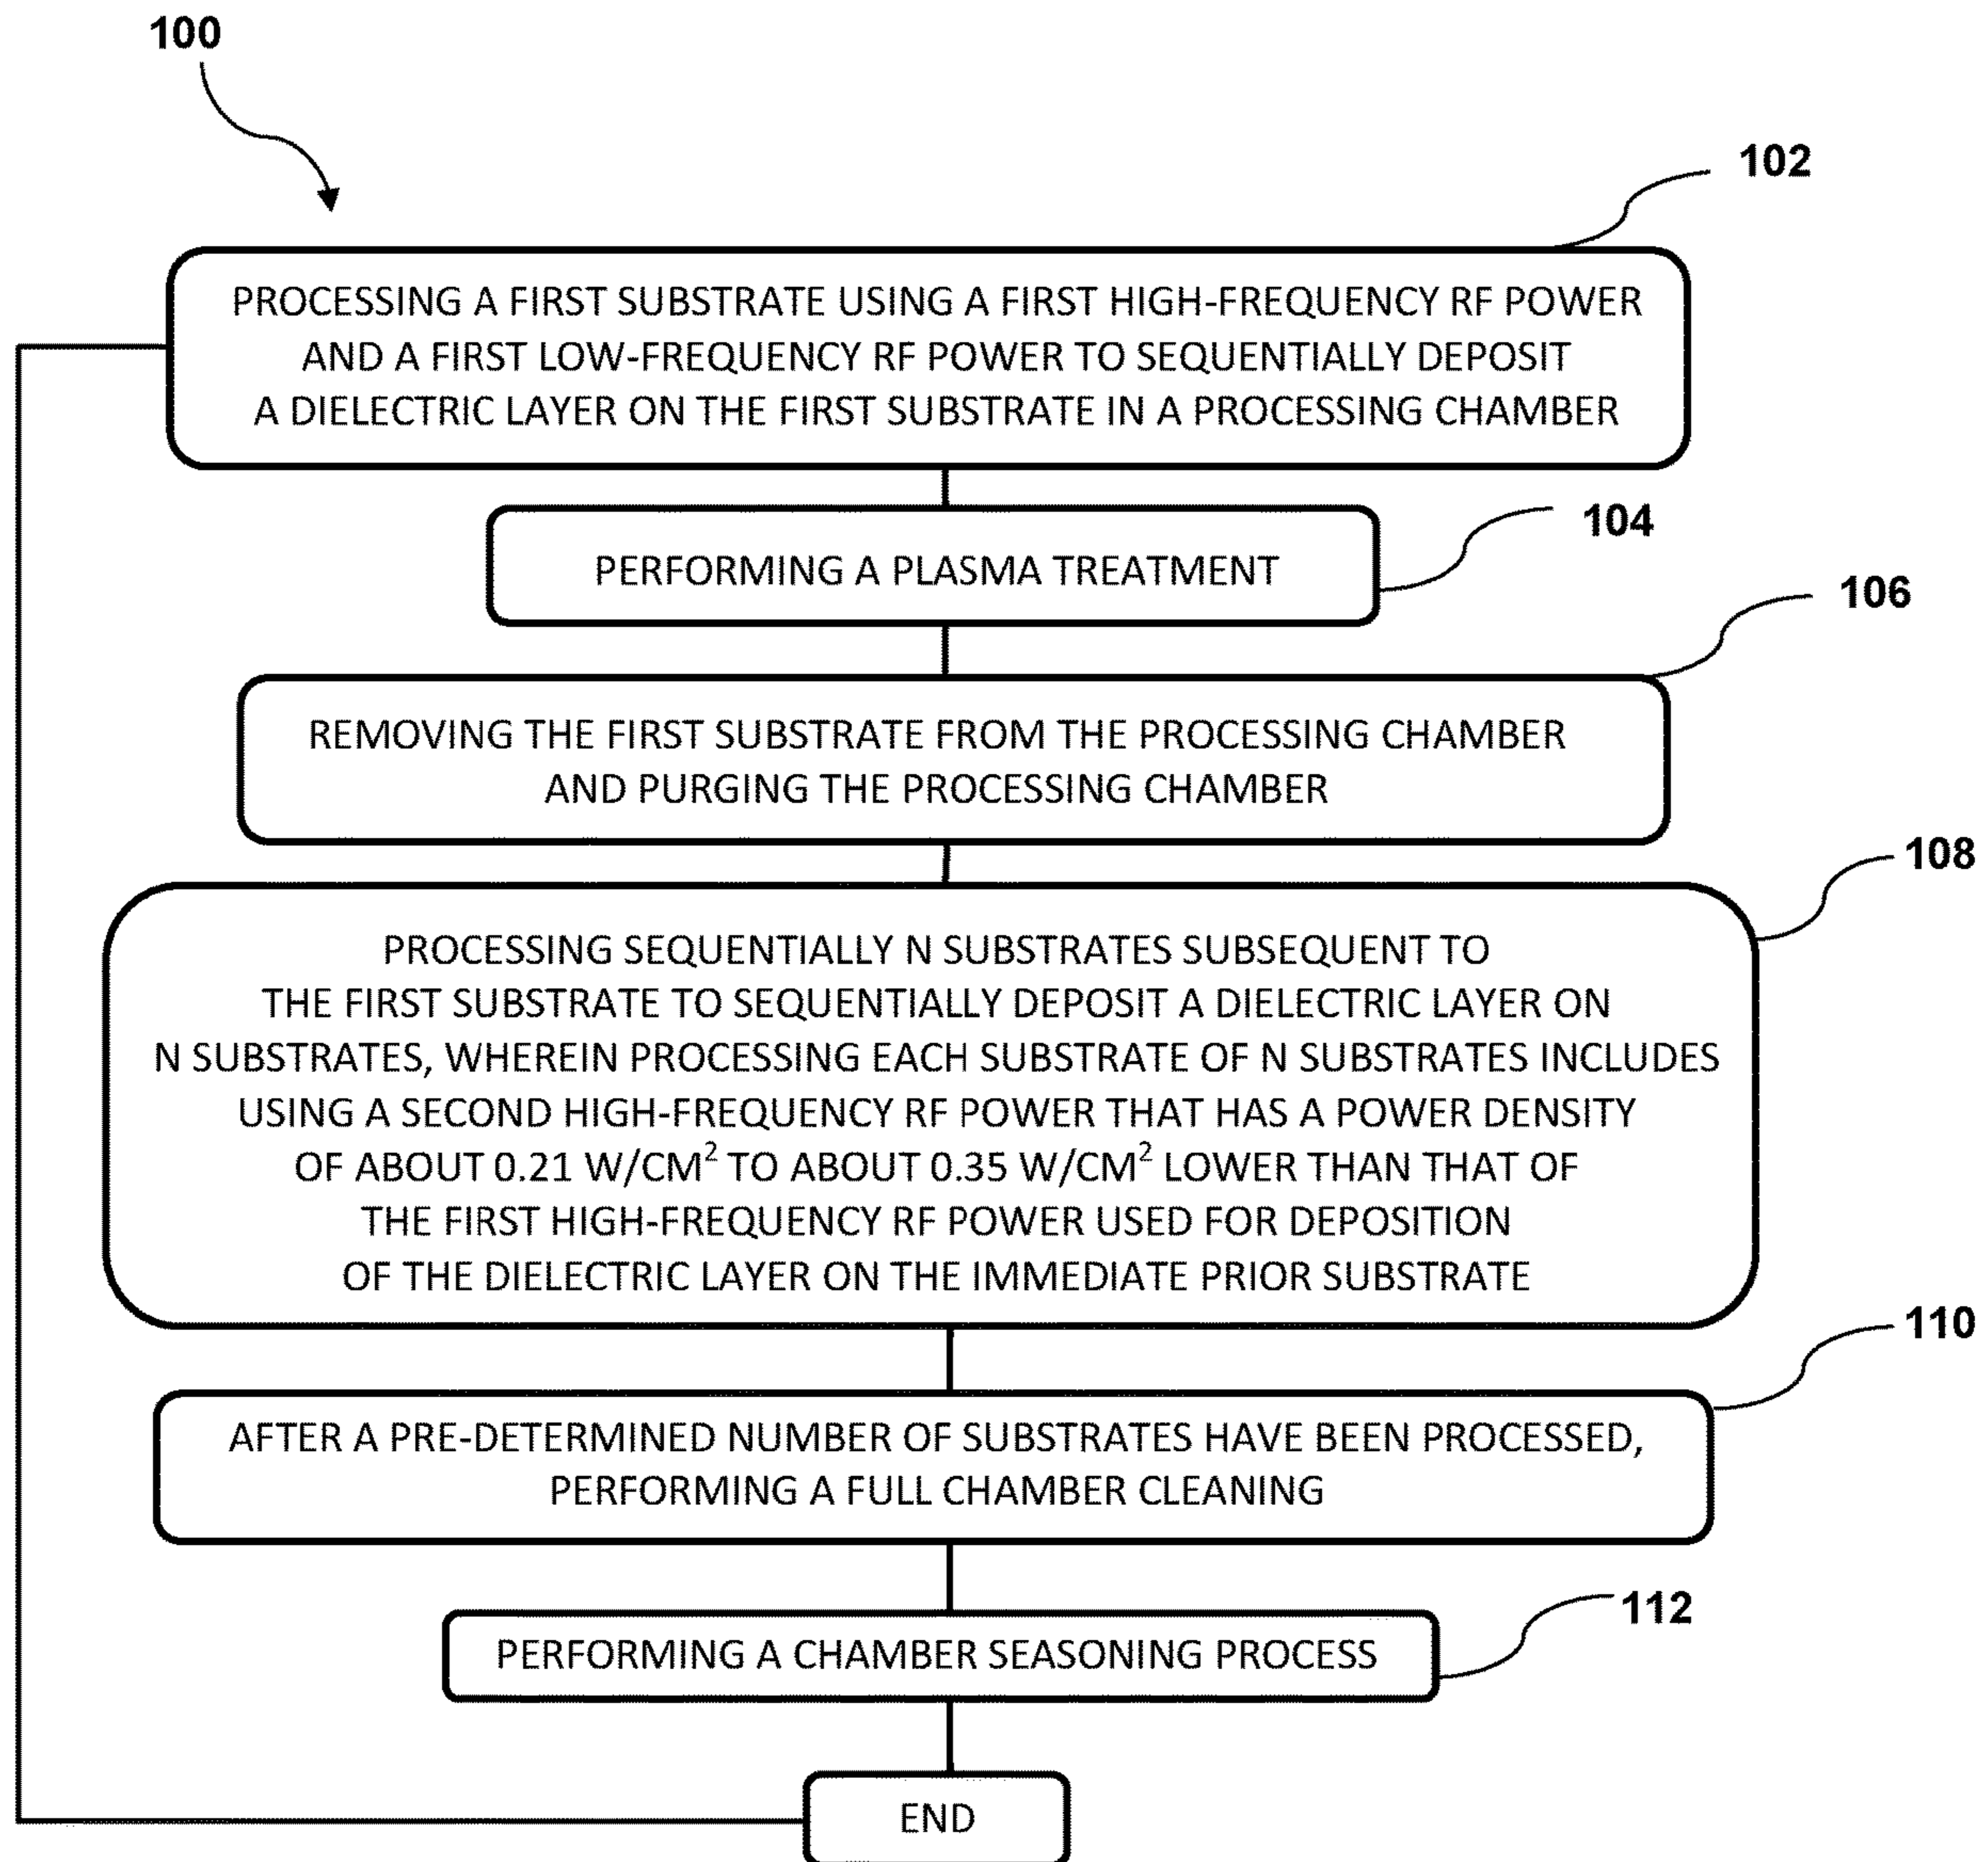 100
102
PROCESSING A FIRST SUBSTRATE USING A FIRST HIGH-FREQUENCY RF POWER
AND A FIRST LOW-FREQUENCY RF POWER TO SEQUENTIALLY DEPOSIT
A DIELECTRIC LAYER ON THE FIRST SUBSTRATE IN A PROCESSING CHAMBER
104
PERFORMING A PLASMA TREATMENT
106
REMOVING THE FIRST SUBSTRATE FROM THE PROCESSING CHAMBER
AND PURGING THE PROCESSING CHAMBER
108
PROCESSING SEQUENTIALLY N SUBSTRATES SUBSEQUENT TO
THE FIRST SUBSTRATE TO SEQUENTIALLY DEPOSIT A DIELECTRIC LAYER ON
N SUBSTRATES, WHEREIN PROCESSING EACH SUBSTRATE OF N SUBSTRATES INCLUDES
USING A SECOND HIGH-FREQUENCY RF POWER THAT HAS A POWER DENSITY
OF ABOUT 0.21 W/CM² TO ABOUT 0.35 W/CM² LOWER THAN THAT OF
THE FIRST HIGH-FREQUENCY RF POWER USED FOR DEPOSITION
OF THE DIELECTRIC LAYER ON THE IMMEDIATE PRIOR SUBSTRATE
110
AFTER A PRE-DETERMINED NUMBER OF SUBSTRATES HAVE BEEN PROCESSED,
PERFORMING A FULL CHAMBER CLEANING
112
PERFORMING A CHAMBER SEASONING PROCESS
END